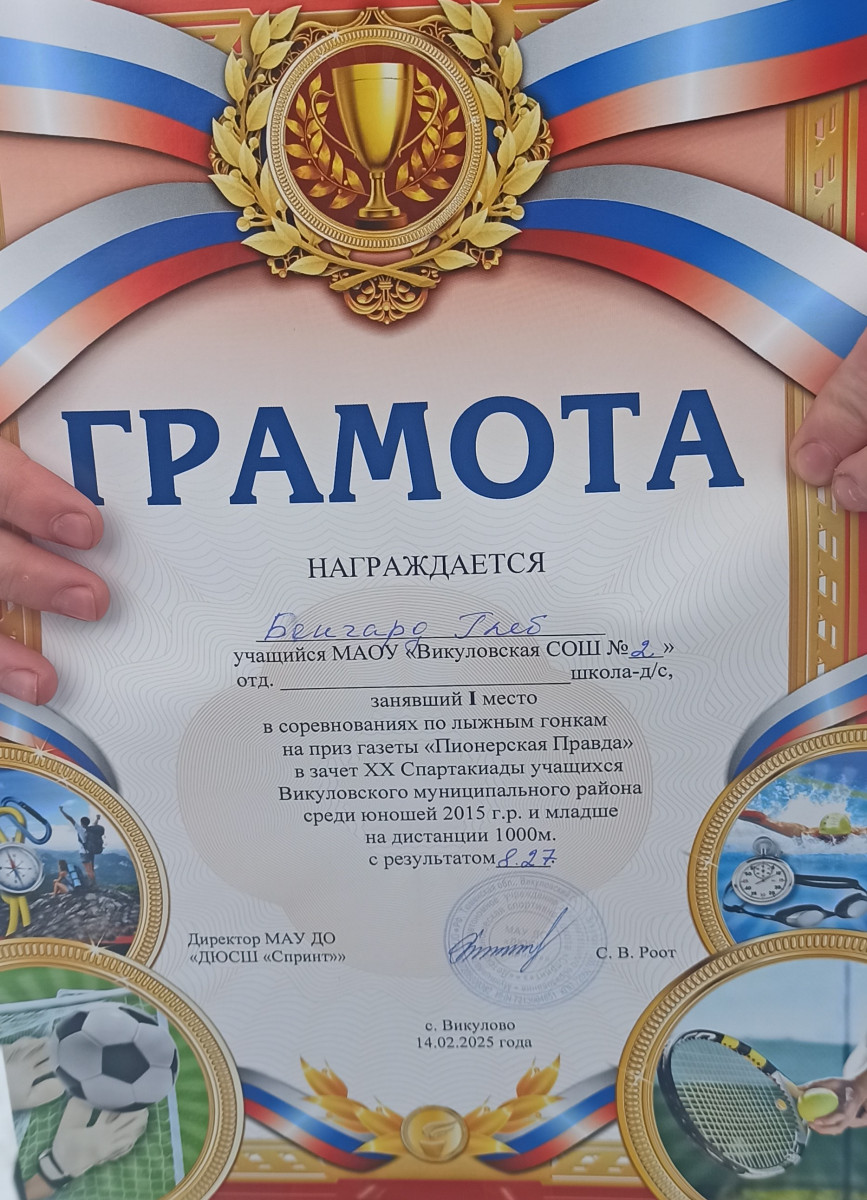 ГРАМОТА
НАГРАЖДАЕТСЯ
Бенгард Глеб
учащийся МАОУ «Викуловская СОШ № 2 »
отд. ______________________________школа-д/с,
занявший I место
в соревнованиях по лыжным гонкам
на приз газеты «Пионерская Правда»
в зачет XX Спартакиады учащихся
Викуловского муниципального района
среди юношей 2015 г.р. и младше
на дистанции 1000м.
с результатом 8.27.
Директор МАУ ДО
«ДЮСШ «Спринт»»
С. В. Роот
с. Викулово
14.02.2025 года